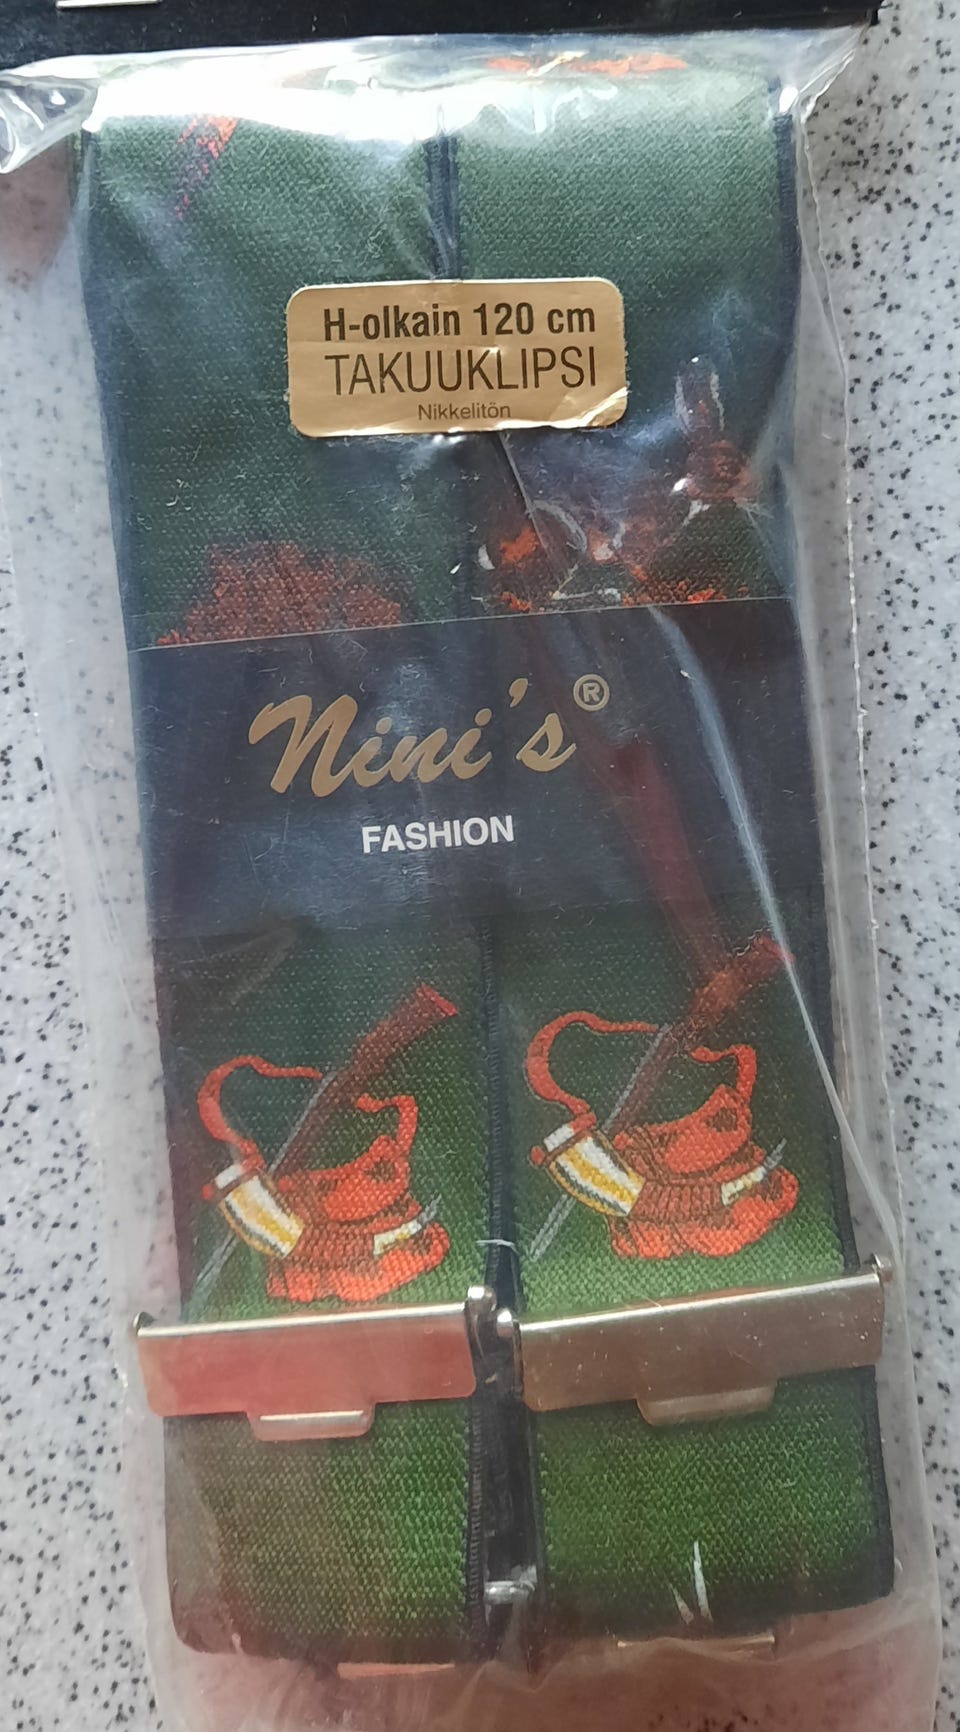 H-olkain 120 cm
TAKUUKLIPSI
Nikkelitön
Nini's®
FASHION